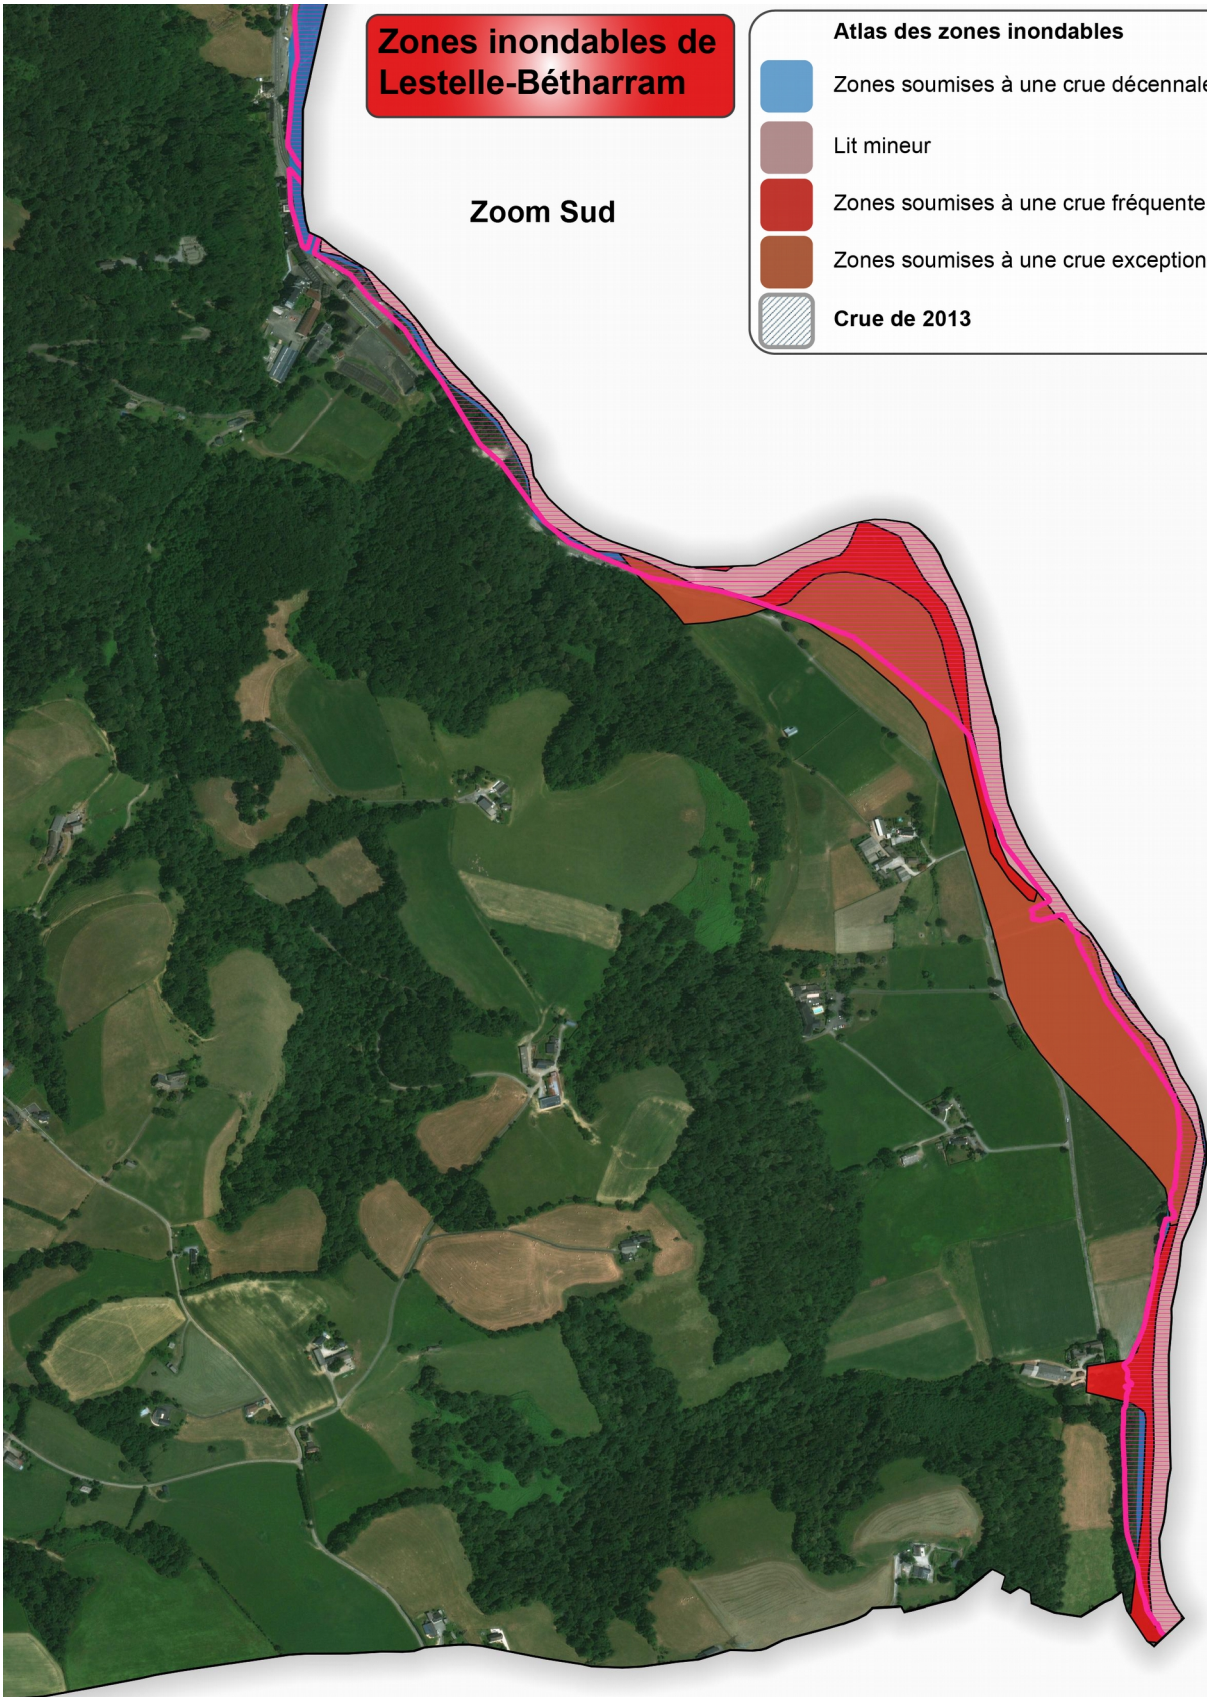 Zones inondables de
Lestelle-Bétharram
Zoom Sud
Atlas des zones inondables
Zones soumises à une crue décennale
Lit mineur
Zones soumises à une crue fréquente
Zones soumises à une crue exception
Crue de 2013